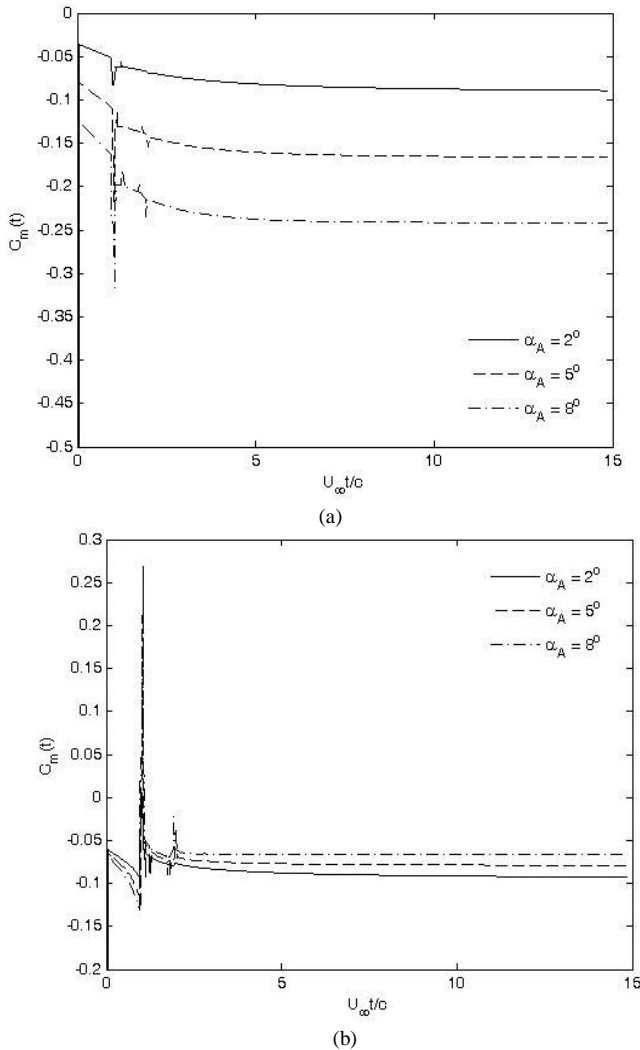 0
-0.05
-0.1
-0.15
-0.2
-0.25
-0.3
-0.35
-0.4
-0.45
-0.5
C_m(t)
α_A = 2°
α_A = 5°
α_A = 8°
0 5 10 15
U_∞t/c
(a)
0.3
0.25
0.2
0.15
0.1
0.05
0
-0.05
-0.1
-0.15
-0.2
C_m(t)
α_A = 2°
α_A = 5°
α_A = 8°
0 5 10 15
U_∞t/c
(b)